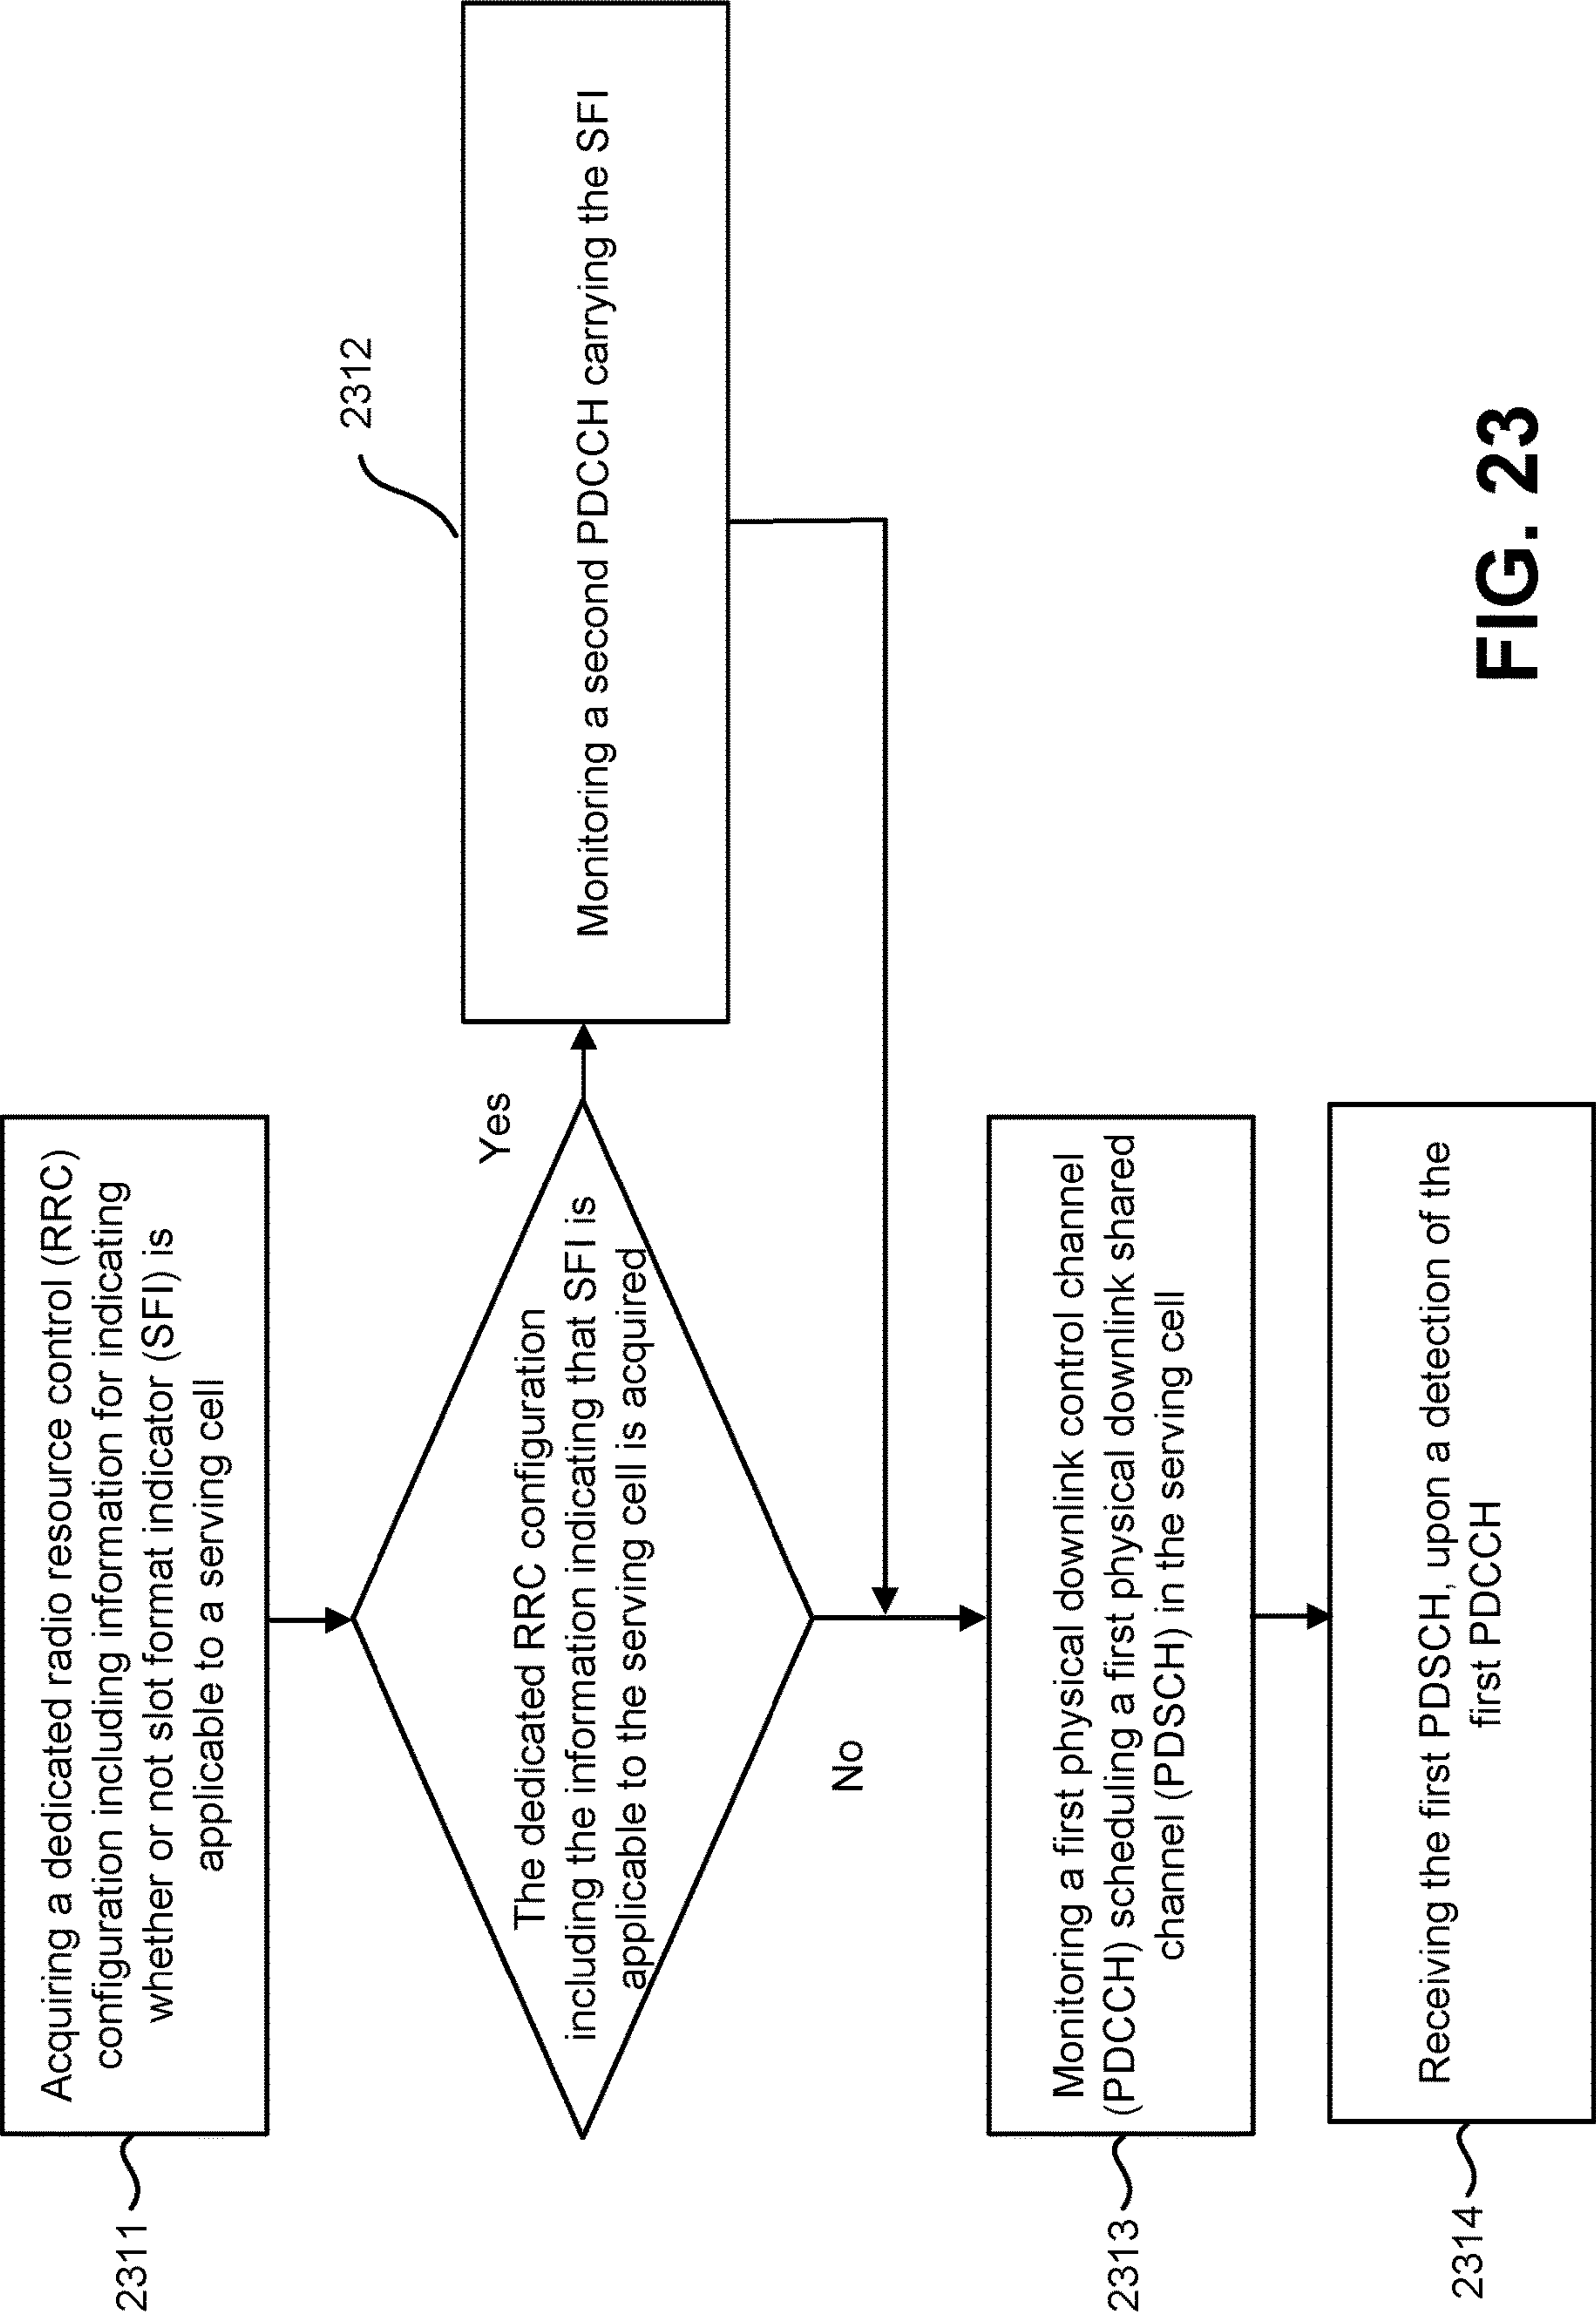 2311
Acquiring a dedicated radio resource control (RRC)
configuration including information for indicating
whether or not slot format indicator (SFI) is
applicable to a serving cell
The dedicated RRC configuration
including the information indicating that SFI is
applicable to the serving cell is acquired
Yes
2312
Monitoring a second PDCCH carrying the SFI
No
2313
Monitoring a first physical downlink control channel
(PDCCH) scheduling a first physical downlink shared
channel (PDSCH) in the serving cell
2314
Receiving the first PDSCH, upon a detection of the
first PDCCH
FIG. 23